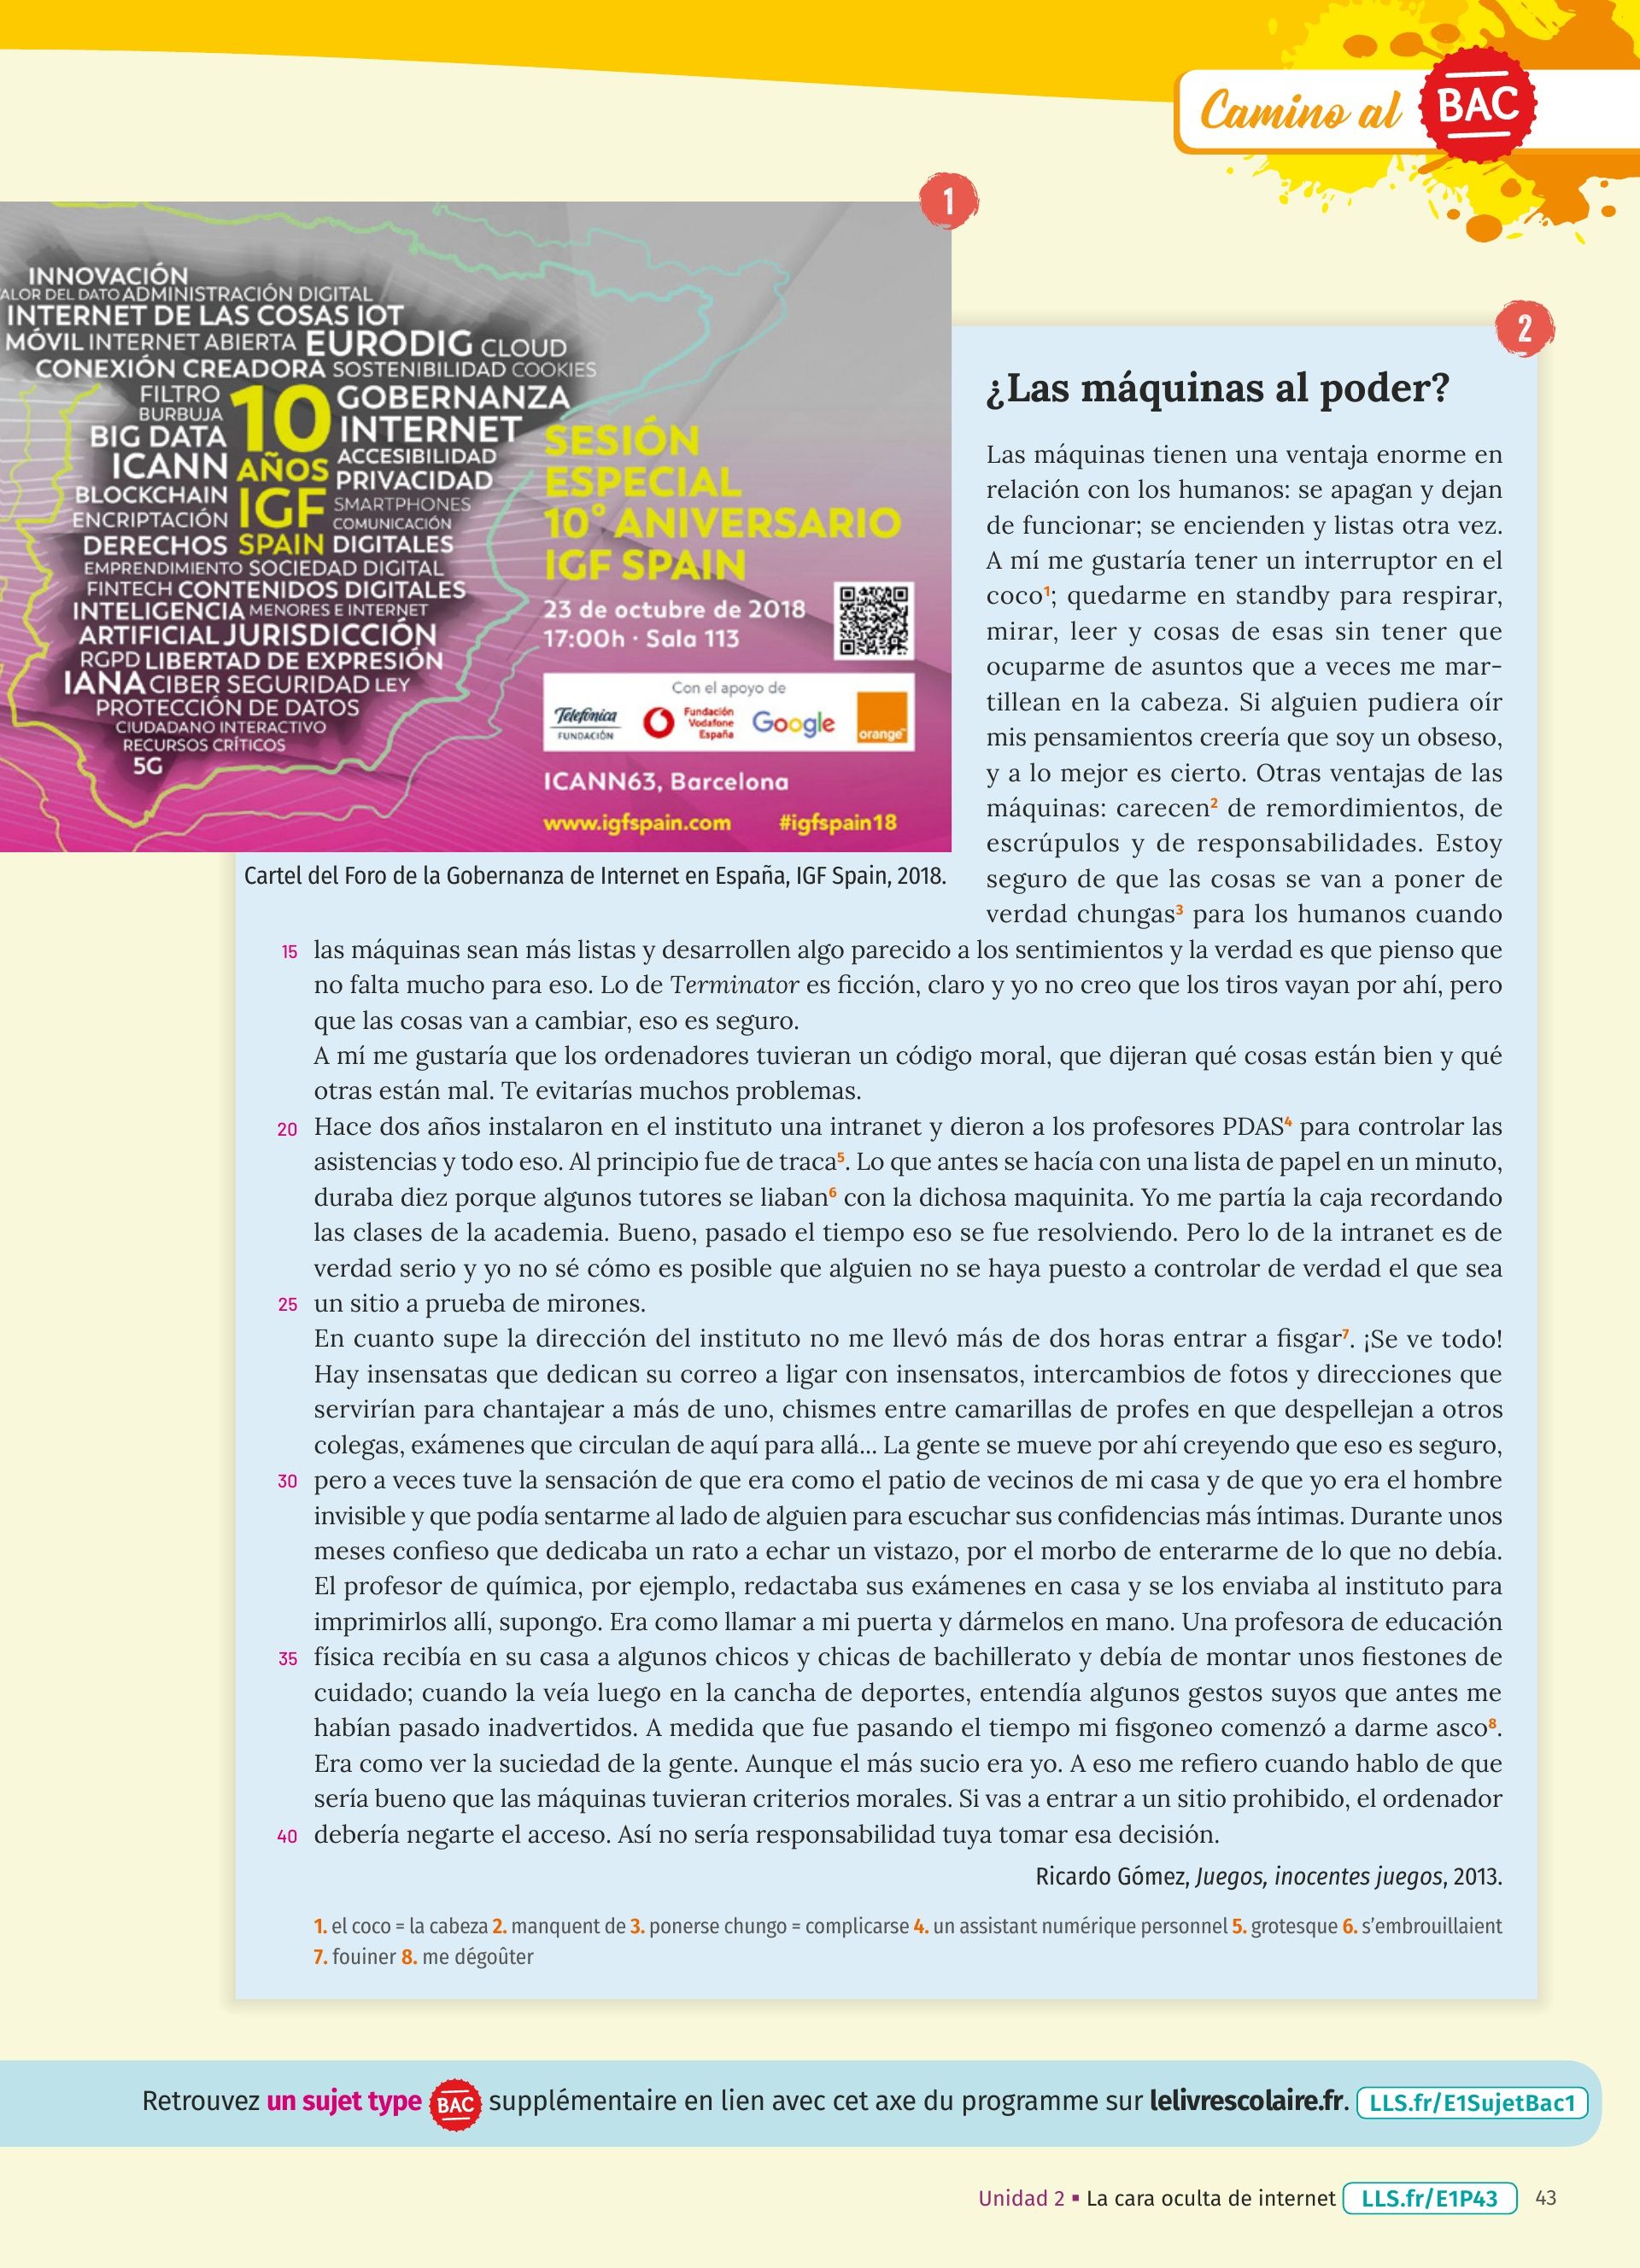 Camino al BAC
1
INNOVACIÓN
ALOR DEL DATO ADMINISTRACIÓN DIGITAL
INTERNET DE LAS COSAS IOT
MÓVIL INTERNET ABIERTA EURODIG CLOUD
CONEXIÓN CREADORA SOSTENIBILIDAD COOKIES
FILTRO
BURBUJA
BIG DATA
ICANN
BLOCKCHAIN
ENCRIPTACIÓN
DERECHOS
10
AÑOS
IGF
SPAIN
GOBERNANZA
INTERNET
ACCESIBILIDAD
PRIVACIDAD
SMARTPHONES
COMUNICACIÓN
DIGITALES
EMPRENDIMIENTO SOCIEDAD DIGITAL
FINTECH CONTENIDOS DIGITALES
INTELIGENCIA MENORES E INTERNET
ARTIFICIAL JURISDICCIÓN
RGPD LIBERTAD DE EXPRESIÓN
IANA CIBER SEGURIDAD LEY
PROTECCIÓN DE DATOS
CIUDADANO INTERACTIVO
RECURSOS CRÍTICOS
5G
SESIÓN
ESPECIAL
10º ANIVERSARIO
IGF SPAIN
23 de octubre de 2018
17:00h · Sala 113
Con el apoyo de
Telefónica
FUNDACIÓN
Fundación
Vodafone
España
Google
orange
ICANN63, Barcelona
www.igfspain.com #igfspain18
Cartel del Foro de la Gobernanza de Internet en España, IGF Spain, 2018.
2
¿Las máquinas al poder?
Las máquinas tienen una ventaja enorme en
relación con los humanos: se apagan y dejan
de funcionar; se encienden y listas otra vez.
A mí me gustaría tener un interruptor en el
coco1; quedarme en standby para respirar,
mirar, leer y cosas de esas sin tener que
ocuparme de asuntos que a veces me mar-
tillean en la cabeza. Si alguien pudiera oír
mis pensamientos creería que soy un obseso,
y a lo mejor es cierto. Otras ventajas de las
máquinas: carecen2 de remordimientos, de
escrúpulos y de responsabilidades. Estoy
seguro de que las cosas se van a poner de
verdad chungas3 para los humanos cuando
15 las máquinas sean más listas y desarrollen algo parecido a los sentimientos y la verdad es que pienso que
no falta mucho para eso. Lo de Terminator es ficción, claro y yo no creo que los tiros vayan por ahí, pero
que las cosas van a cambiar, eso es seguro.
A mí me gustaría que los ordenadores tuvieran un código moral, que dijeran qué cosas están bien y qué
otras están mal. Te evitarías muchos problemas.
20 Hace dos años instalaron en el instituto una intranet y dieron a los profesores PDAS4 para controlar las
asistencias y todo eso. Al principio fue de traca5. Lo que antes se hacía con una lista de papel en un minuto,
duraba diez porque algunos tutores se liaban6 con la dichosa maquinita. Yo me partía la caja recordando
las clases de la academia. Bueno, pasado el tiempo eso se fue resolviendo. Pero lo de la intranet es de
verdad serio y yo no sé cómo es posible que alguien no se haya puesto a controlar de verdad el que sea
25 un sitio a prueba de mirones.
En cuanto supe la dirección del instituto no me llevó más de dos horas entrar a fisgar7. ¡Se ve todo!
Hay insensatas que dedican su correo a ligar con insensatos, intercambios de fotos y direcciones que
servirían para chantajear a más de uno, chismes entre camarillas de profes en que despellejan a otros
colegas, exámenes que circulan de aquí para allá... La gente se mueve por ahí creyendo que eso es seguro,
30 pero a veces tuve la sensación de que era como el patio de vecinos de mi casa y de que yo era el hombre
invisible y que podía sentarme al lado de alguien para escuchar sus confidencias más íntimas. Durante unos
meses confieso que dedicaba un rato a echar un vistazo, por el morbo de enterarme de lo que no debía.
El profesor de química, por ejemplo, redactaba sus exámenes en casa y se los enviaba al instituto para
imprimirlos allí, supongo. Era como llamar a mi puerta y dármelos en mano. Una profesora de educación
35 física recibía en su casa a algunos chicos y chicas de bachillerato y debía de montar unos fiestones de
cuidado; cuando la veía luego en la cancha de deportes, entendía algunos gestos suyos que antes me
habían pasado inadvertidos. A medida que fue pasando el tiempo mi fisgoneo comenzó a darme asco8.
Era como ver la suciedad de la gente. Aunque el más sucio era yo. A eso me refiero cuando hablo de que
sería bueno que las máquinas tuvieran criterios morales. Si vas a entrar a un sitio prohibido, el ordenador
40 debería negarte el acceso. Así no sería responsabilidad tuya tomar esa decisión.
Ricardo Gómez, Juegos, inocentes juegos, 2013.
1. el coco = la cabeza 2. manquent de 3. ponerse chungo = complicarse 4. un assistant numérique personnel 5. grotesque 6. s'embrouillaient
7. fouiner 8. me dégoûter
Retrouvez un sujet type BAC supplémentaire en lien avec cet axe du programme sur lelivrescolaire.fr. LLS.fr/E1SujetBac1
Unidad 2 ▪ La cara oculta de internet LLS.fr/E1P43 43